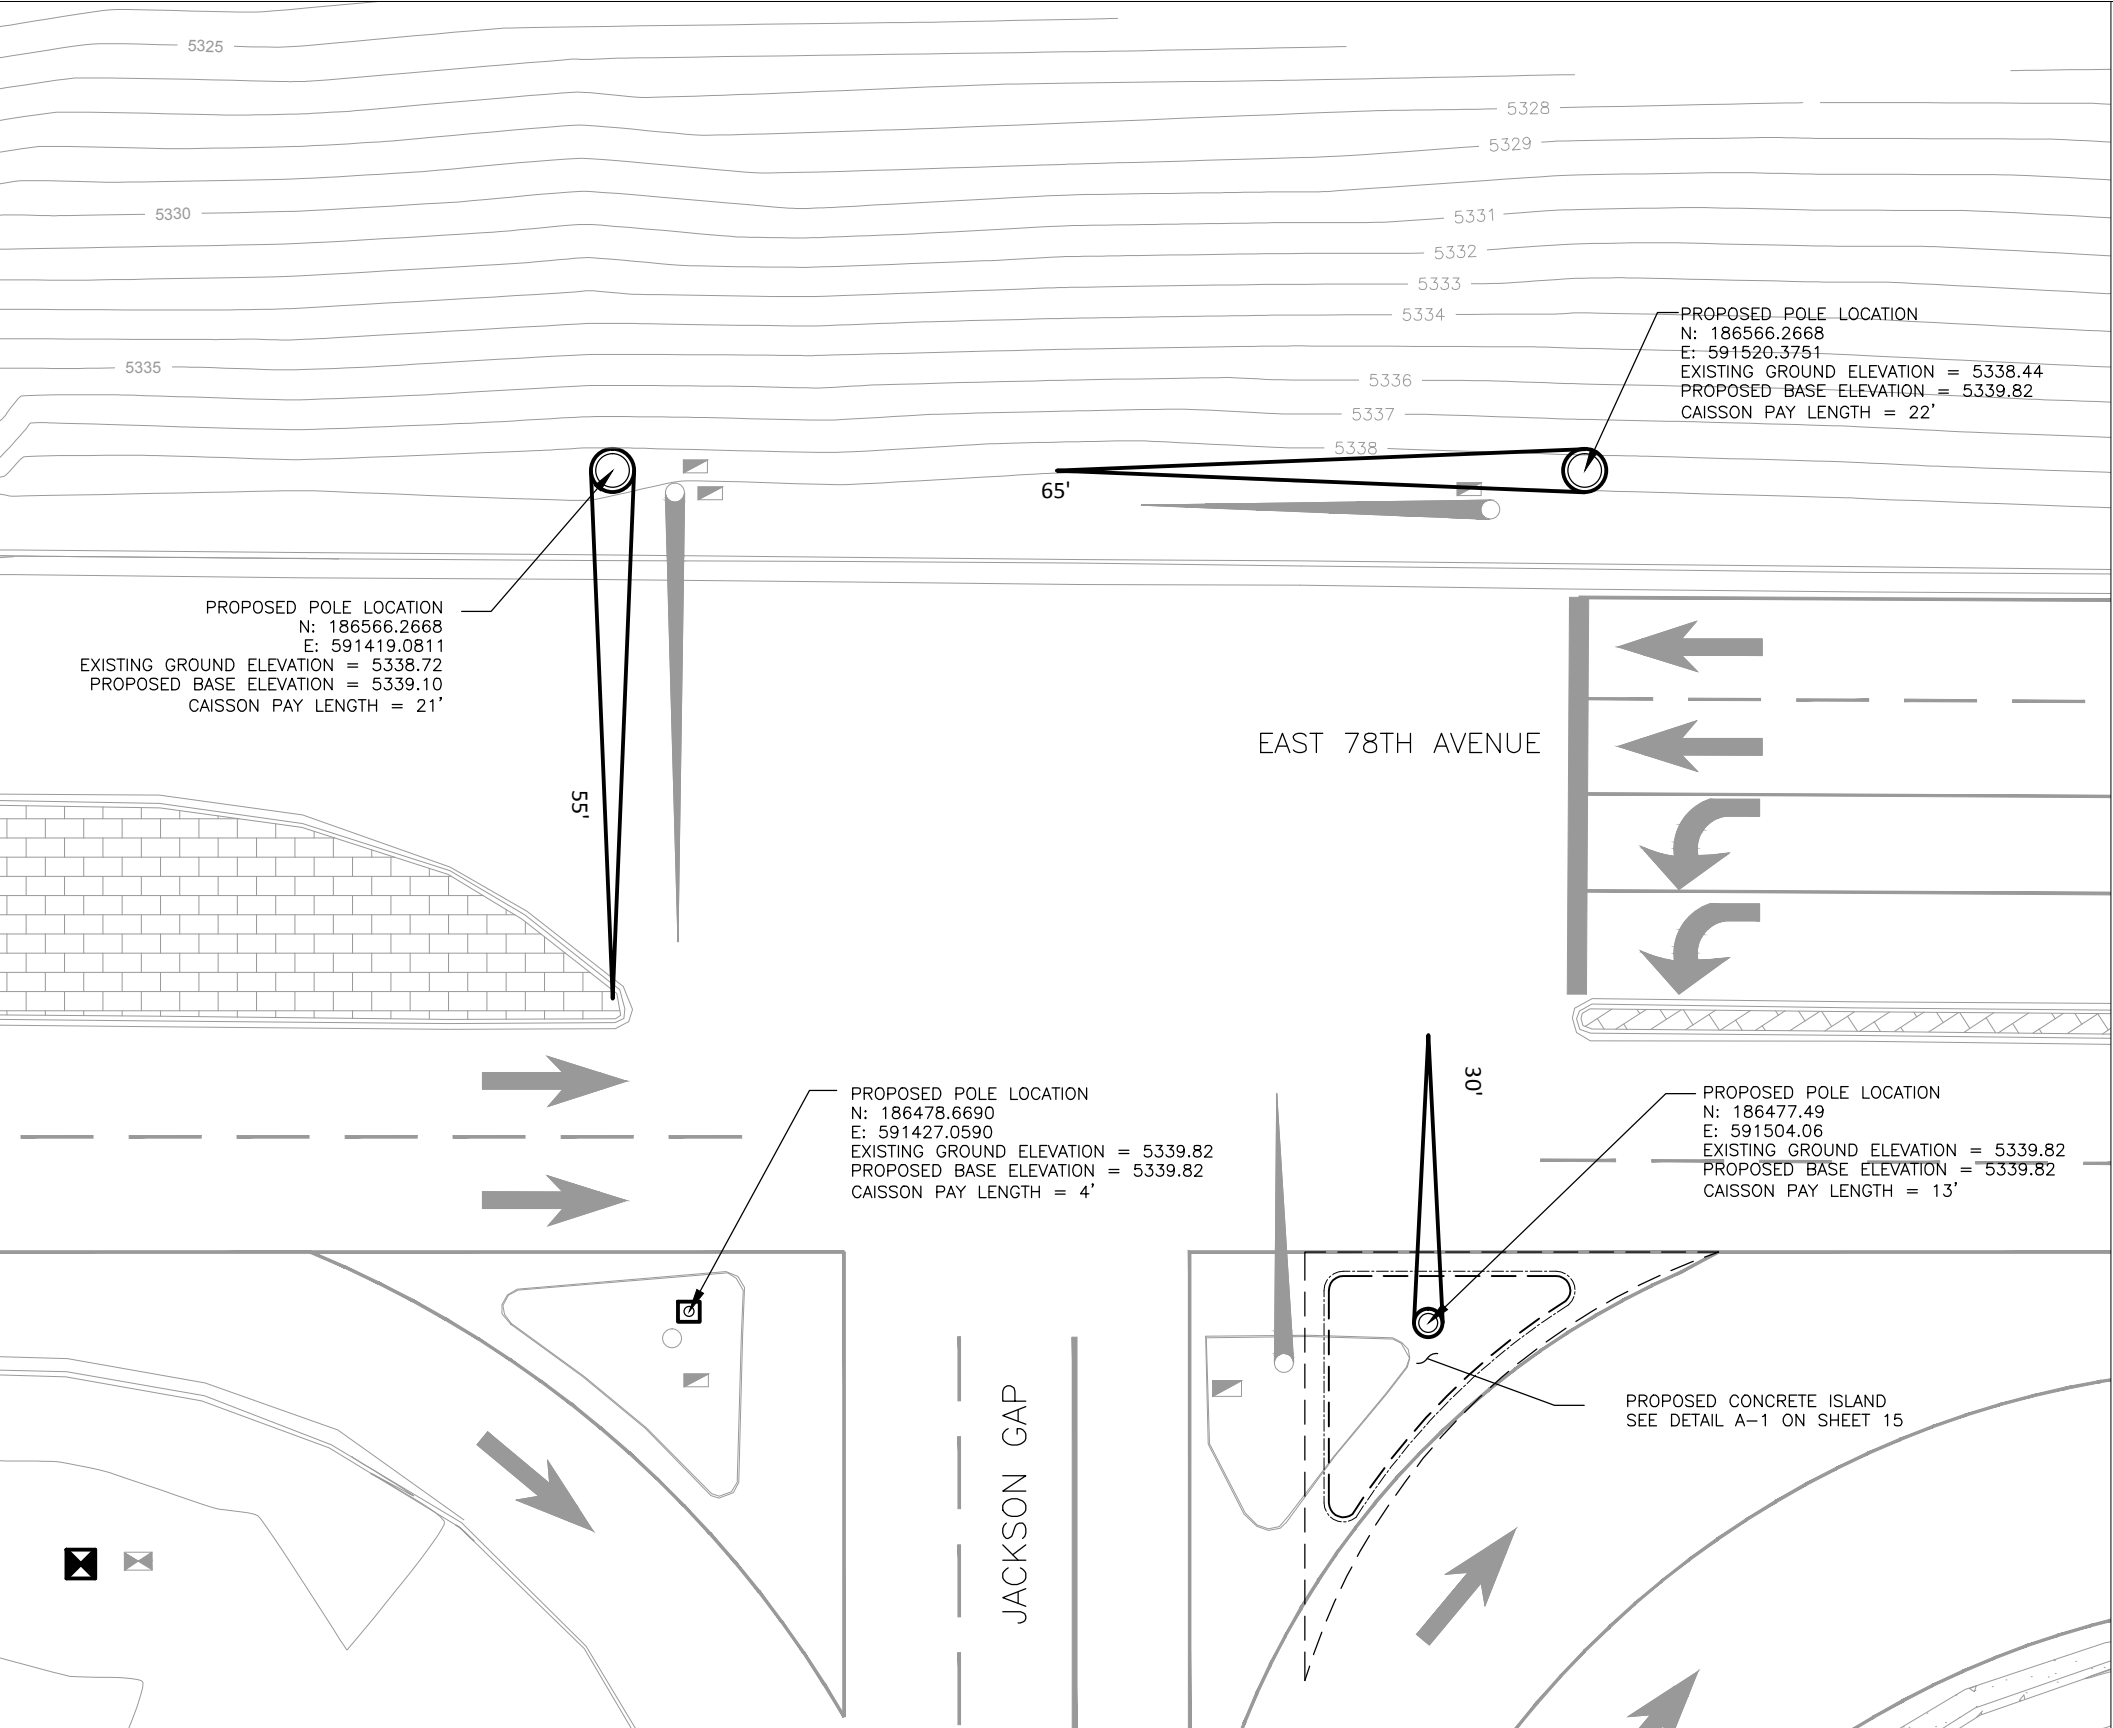 5325
5328
5329
5330
5331
5332
5333
5334
5335
5336
5337
5338
PROPOSED POLE LOCATION
N: 186566.2668
E: 591520.3751
EXISTING GROUND ELEVATION = 5338.44
PROPOSED BASE ELEVATION = 5339.82
CAISSON PAY LENGTH = 22'
65'
PROPOSED POLE LOCATION
N: 186566.2668
E: 591419.0811
EXISTING GROUND ELEVATION = 5338.72
PROPOSED BASE ELEVATION = 5339.10
CAISSON PAY LENGTH = 21'
55'
EAST 78TH AVENUE
30'
PROPOSED POLE LOCATION
N: 186478.6690
E: 591427.0590
EXISTING GROUND ELEVATION = 5339.82
PROPOSED BASE ELEVATION = 5339.82
CAISSON PAY LENGTH = 4'
PROPOSED POLE LOCATION
N: 186477.49
E: 591504.06
EXISTING GROUND ELEVATION = 5339.82
PROPOSED BASE ELEVATION = 5339.82
CAISSON PAY LENGTH = 13'
JACKSON GAP
PROPOSED CONCRETE ISLAND
SEE DETAIL A-1 ON SHEET 15